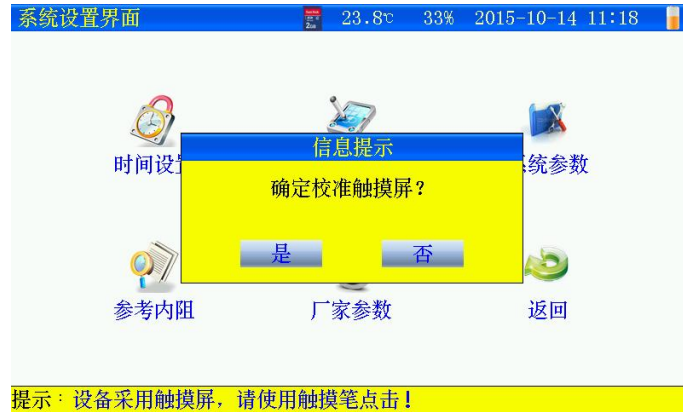 系统设置界面 23.8℃ 33% 2015-10-14 11:18
信息提示
时间设
确定校准触摸屏？
统参数
是 否
参考内阻 厂家参数 返回
提示：设备采用触摸屏，请使用触摸笔点击！